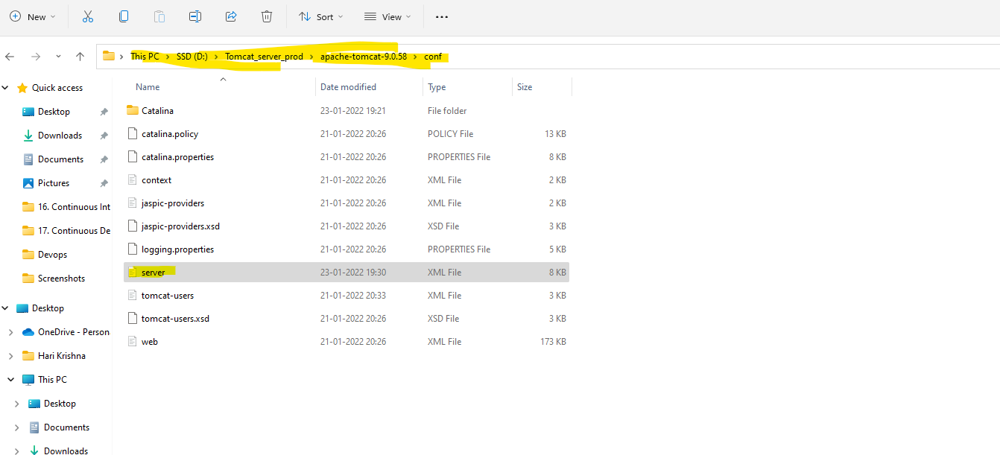 New Sort View
This PC SSD (D:) Tomcat_server_prod apache-tomcat-9.0.58 conf
Quick access
Desktop
Downloads
Documents
Pictures
16. Continuous Int
17. Continuous De
Devops
Screenshots
Desktop
OneDrive - Person
Hari Krishna
This PC
Desktop
Documents
Downloads
Name Date modified Type Size
Catalina 23-01-2022 19:21 File folder
catalina.policy 21-01-2022 20:26 POLICY File 13 KB
catalina.properties 21-01-2022 20:26 PROPERTIES File 8 KB
context 21-01-2022 20:26 XML File 2 KB
jaspic-providers 21-01-2022 20:26 XML File 2 KB
jaspic-providers.xsd 21-01-2022 20:26 XSD File 3 KB
logging.properties 21-01-2022 20:26 PROPERTIES File 5 KB
server 23-01-2022 19:30 XML File 8 KB
tomcat-users 21-01-2022 20:33 XML File 3 KB
tomcat-users.xsd 21-01-2022 20:26 XSD File 3 KB
web 21-01-2022 20:26 XML File 173 KB